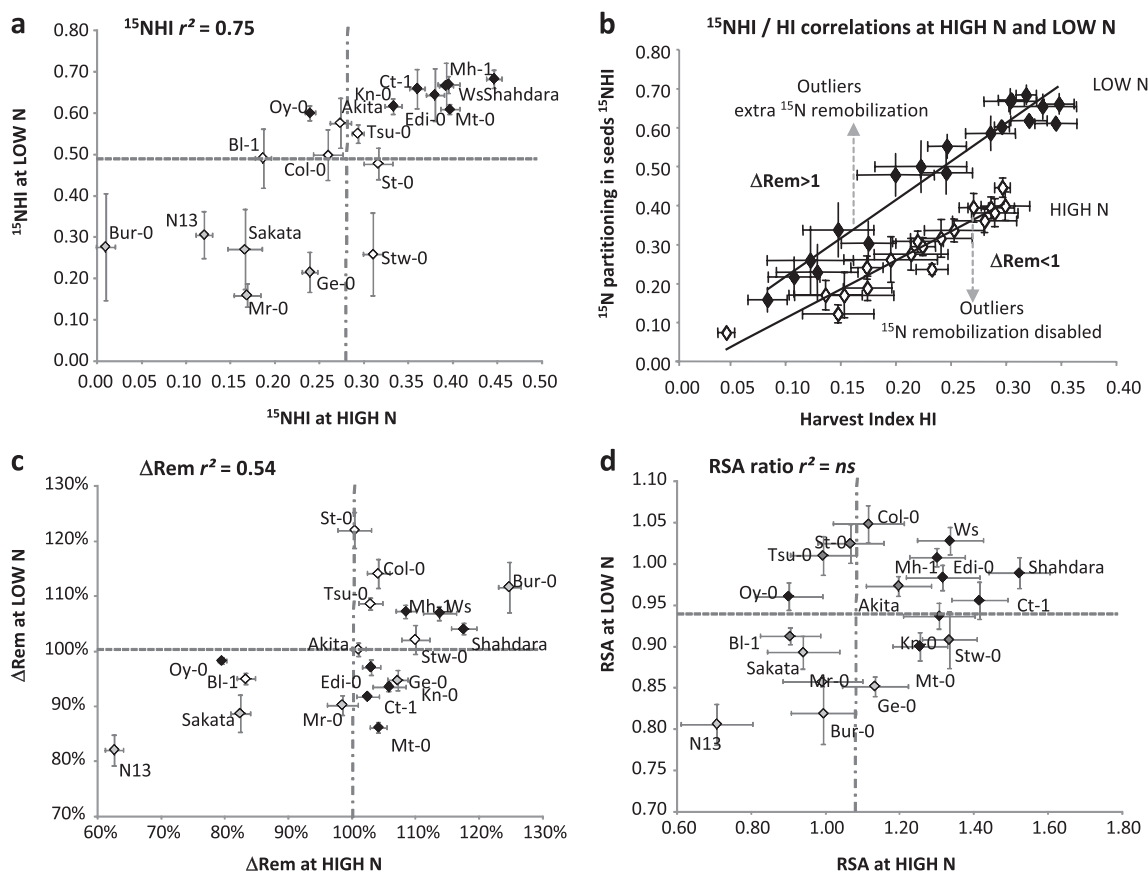 a
¹⁵NHI r² = 0.75
0.80
0.70
0.60
0.50
0.40
0.30
0.20
0.10
0.00
¹⁵NHI at LOW N
Mh-1
Ct-1
Kn-0
WsShahdara
Oy-0
Akita
Edi-0
Mt-0
Tsu-0
Bl-1
Col-0
St-0
N13
Bur-0
Sakata
Stw-0
Ge-0
Mr-0
0.00 0.05 0.10 0.15 0.20 0.25 0.30 0.35 0.40 0.45 0.50
¹⁵NHI at HIGH N
b
¹⁵NHI / HI correlations at HIGH N and LOW N
0.80
0.70
0.60
0.50
0.40
0.30
0.20
0.10
0.00
¹⁵N partitioning in seeds ¹⁵NHI
Outliers
extra ¹⁵N remobilization
LOW N
ΔRem>1
HIGH N
ΔRem<1
Outliers
¹⁵N remobilization disabled
0.00 0.05 0.10 0.15 0.20 0.25 0.30 0.35 0.40
Harvest Index HI
c
ΔRem r² = 0.54
130%
120%
110%
100%
90%
80%
70%
ΔRem at LOW N
St-0
Col-0
Bur-0
Tsu-0
Mh-1
Ws
Akita
Shahdara
Stw-0
Oy-0
Bl-1
Edi-0
Ge-0
Kn-0
Ct-1
Sakata
Mr-0
Mt-0
N13
60% 70% 80% 90% 100% 110% 120% 130%
ΔRem at HIGH N
d
RSA ratio r² = ns
1.10
1.05
1.00
0.95
0.90
0.85
0.80
0.75
0.70
RSA at LOW N
Col-0
Ws
St-0
Tsu-0
Mh-1
Edi-0
Shahdara
Oy-0
Akita
Ct-1
Bl-1
Kn-0
Stw-0
Sakata
Mr-0
Mt-0
Ge-0
Bur-0
N13
0.60 0.80 1.00 1.20 1.40 1.60 1.80
RSA at HIGH N